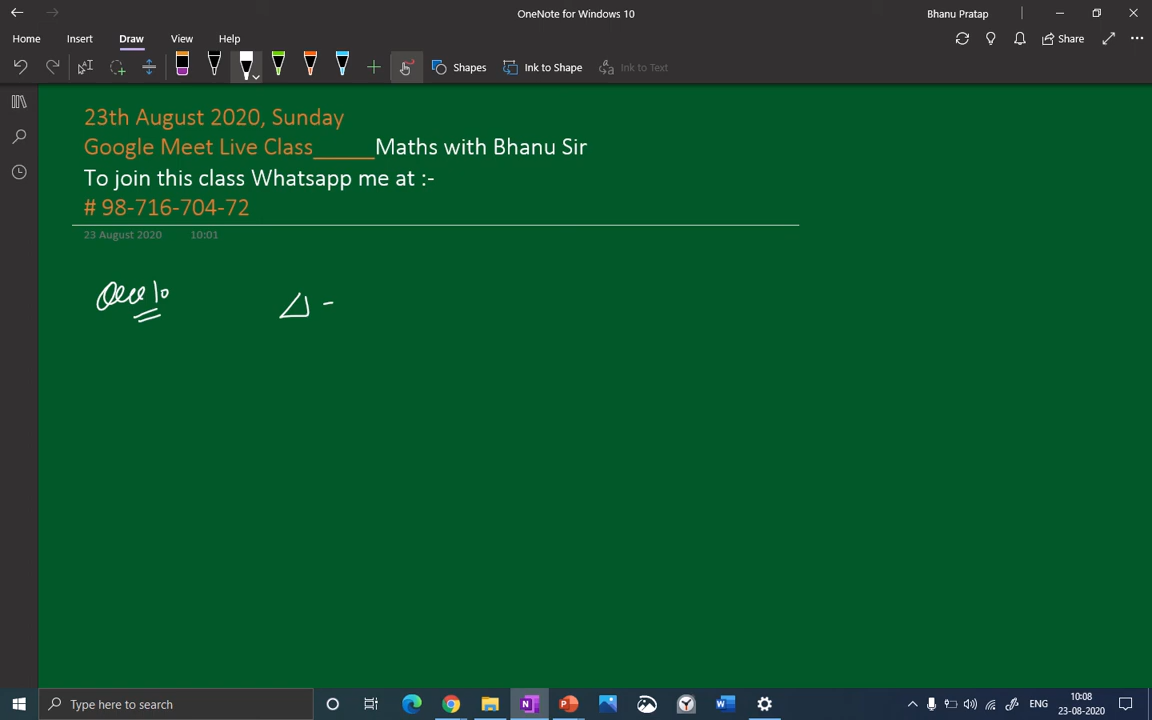 OneNote for Windows 10
Bhanu Pratap
Home Insert Draw View Help
Share
Shapes
Ink to Shape
Ink to Text
23th August 2020, Sunday
Google Meet Live Class_____Maths with Bhanu Sir
To join this class Whatsapp me at :-
# 98-716-704-72
23 August 2020 10:01
10
Δ -
Type here to search
ENG
10:08
23-08-2020